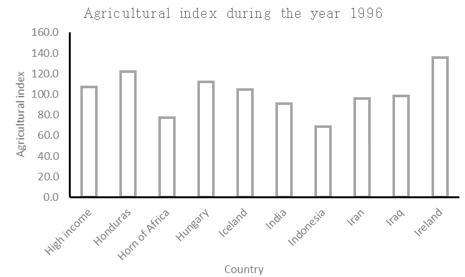 Agricultural index during the year 1996
Agricultural index
160.0
140.0
120.0
100.0
80.0
60.0
40.0
20.0
0.0
High income
Honduras
Horn of Africa
Hungary
Iceland
India
Indonesia
Iran
Iraq
Ireland
Country